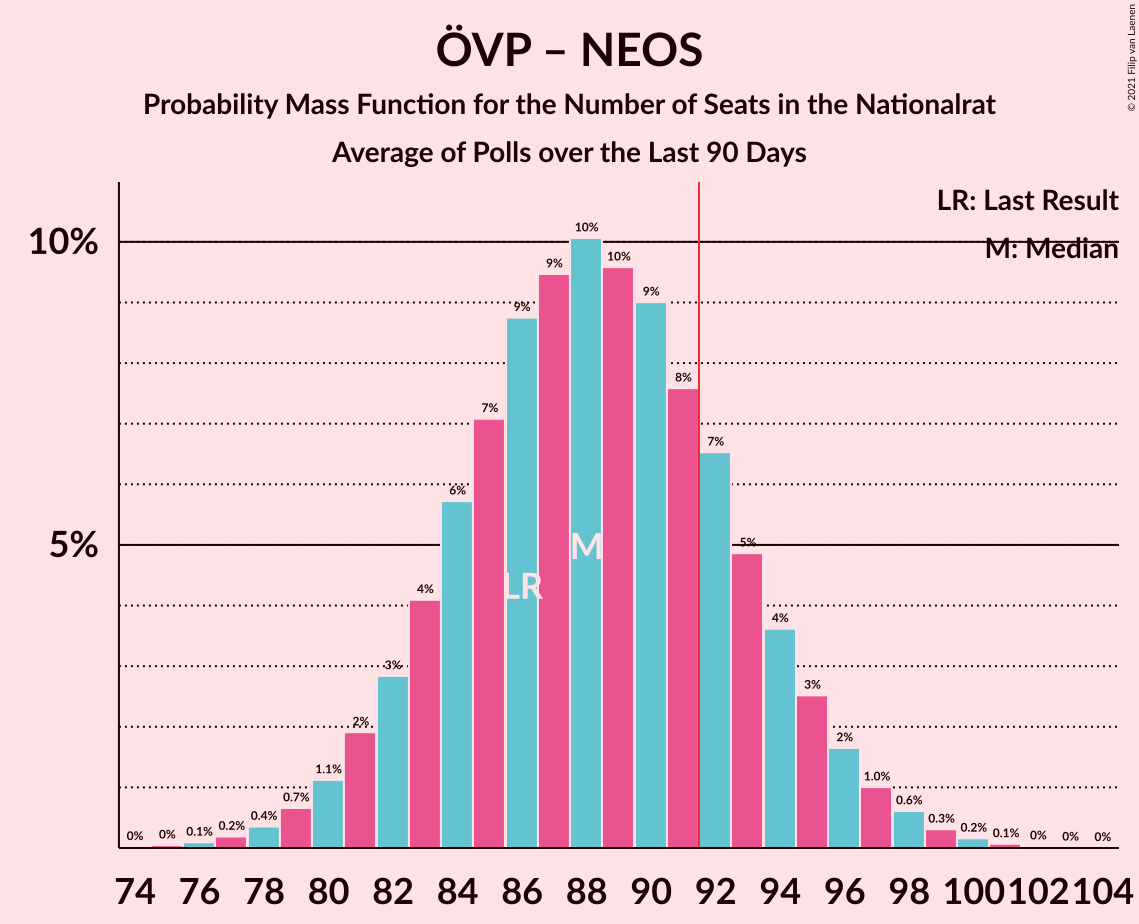 ÖVP – NEOS
Probability Mass Function for the Number of Seats in the Nationalrat
Average of Polls over the Last 90 Days
© 2021 Filip van Laenen
LR: Last Result
M: Median
10%
5%
0% 0% 0.1% 0.2% 0.4% 0.7% 1.1% 2% 3% 4% 6% 7% 9% 9% 10% 10% 9% 8% 7% 5% 4% 3% 2% 1.0% 0.6% 0.3% 0.2% 0.1% 0% 0% 0%
M
LR
74 76 78 80 82 84 86 88 90 92 94 96 98 100 102 104